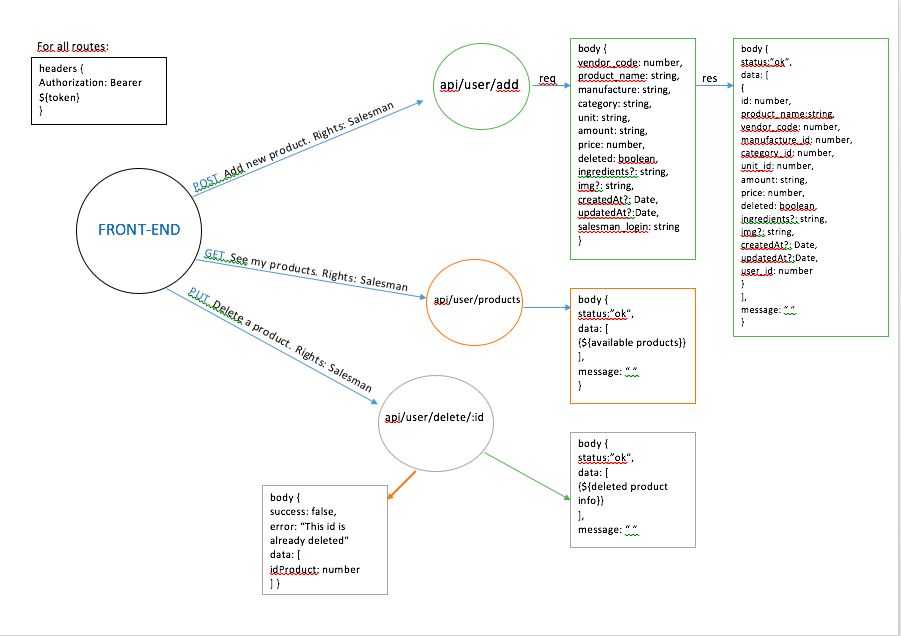 For all routes:
headers {
Authorization: Bearer
${token}
}
FRONT-END
POST Add new product. Rights: Salesman
api/user/add
req
body {
vendor_code: number,
product_name: string,
manufacture: string,
category: string,
unit: string,
amount: string,
price: number,
deleted: boolean,
ingredients?: string,
img?: string,
createdAt?: Date,
updatedAt?:Date,
salesman_login: string
}
res
body {
status:”ok”,
data: [
{
id: number,
product_name:string,
vendor_code: number,
manufacture_id: number,
category_id: number,
unit_id: number,
amount: string,
price: number,
deleted: boolean,
ingredients?: string,
img?: string,
createdAt?: Date,
updatedAt?:Date,
user_id: number
}
],
message: “ “
}
GET See my products. Rights: Salesman
api/user/products
body {
status:”ok”,
data: [
{${available products}}
],
message: “ “
}
PUT Delete a product. Rights: Salesman
api/user/delete/:id
body {
status:”ok”,
data: [
{${deleted product
info}}
],
message: “ “
body {
success: false,
error: “This id is
already deleted”
data: [
idProduct: number
] }